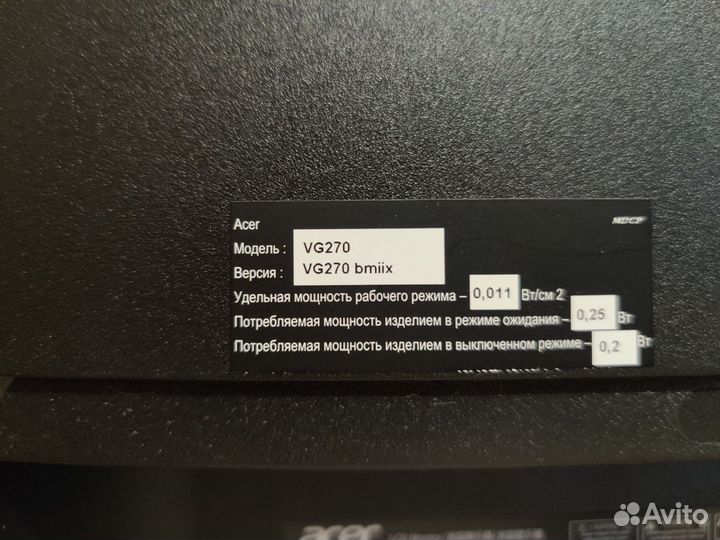 Acer
MDCP
Модель : VG270
Версия : VG270 bmiix
Удельная мощность рабочего режима – 0,011 Вт/см 2
Потребляемая мощность изделием в режиме ожидания – 0,25 Вт
Потребляемая мощность изделием в выключенном режиме – 0,2 Вт
acer
Avito